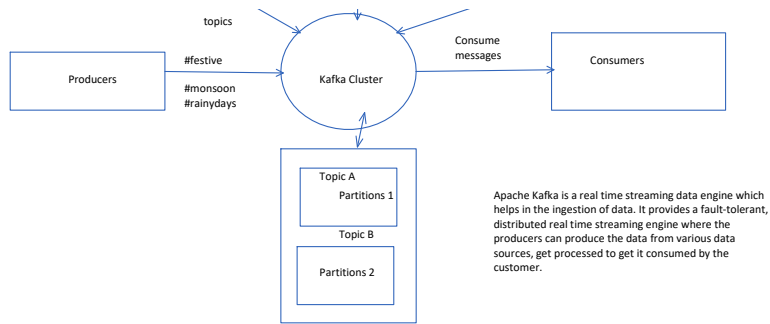 topics
#festive
#monsoon
#rainydays
Producers
Kafka Cluster
Consume
messages
Consumers
Topic A
Partitions 1
Topic B
Partitions 2
Apache Kafka is a real time streaming data engine which
helps in the ingestion of data. It provides a fault-tolerant,
distributed real time streaming engine where the
producers can produce the data from various data
sources, get processed to get it consumed by the
customer.